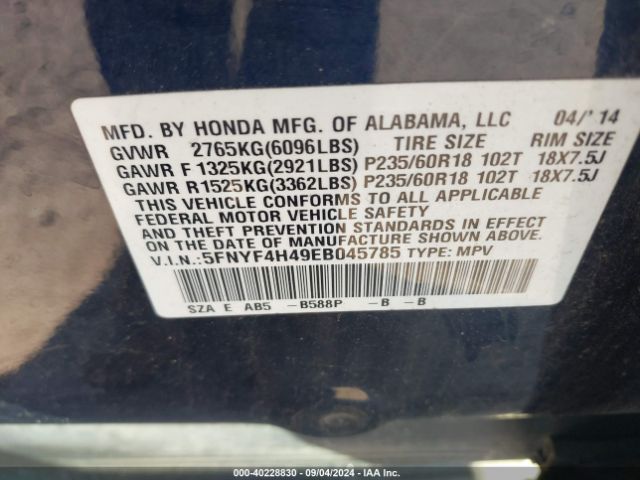 MFD. BY HONDA MFG. OF ALABAMA, LLC 04/'14
GVWR 2765KG(6096LBS) TIRE SIZE RIM SIZE
GAWR F 1325KG(2921LBS) P235/60R18 102T 18X7.5J
GAWR R1525KG(3362LBS) P235/60R18 102T 18X7.5J
THIS VEHICLE CONFORMS TO ALL APPLICABLE
FEDERAL MOTOR VEHICLE SAFETY
AND THEFT PREVENTION STANDARDS IN EFFECT
ON THE DATE OF MANUFACTURE SHOWN ABOVE.
V.I.N.:5FNYF4H49EB045785 TYPE: MPV
SZA E AB5 -B588P -B -B
000-40228830 - 09/04/2024 - IAA Inc.